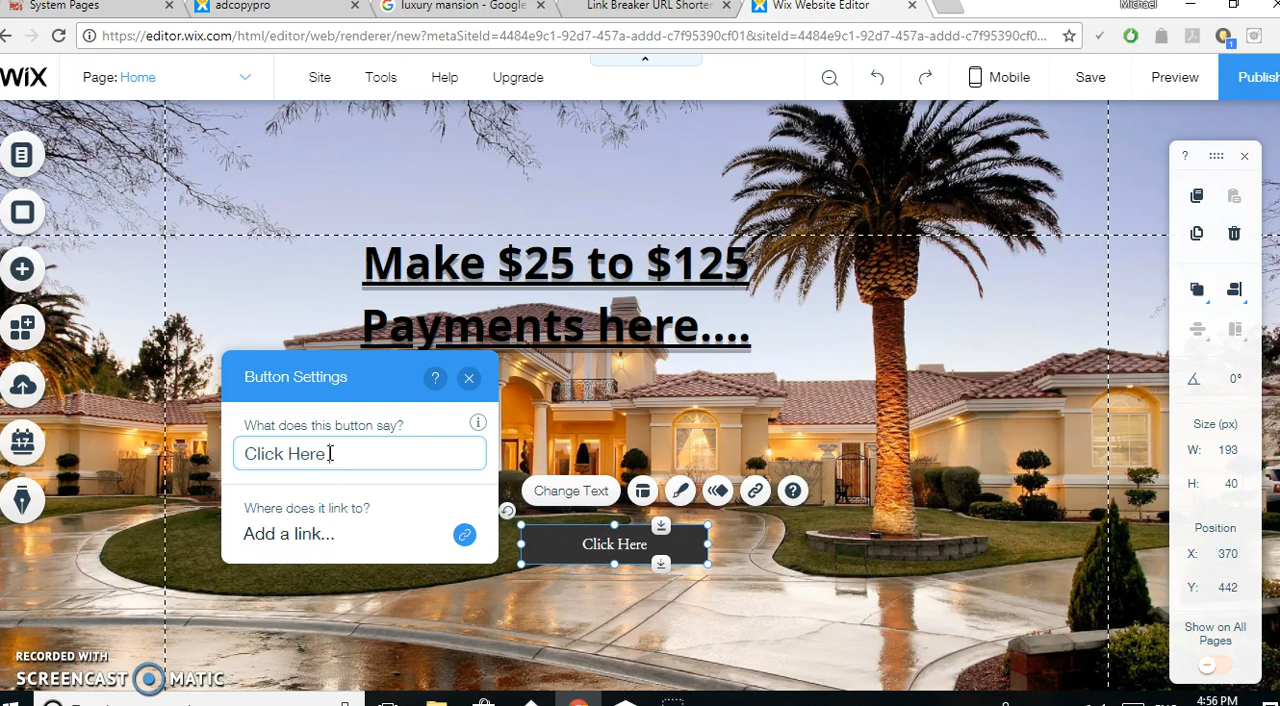 System Pages
adcopypro
luxury mansion - Google
Link Breaker URL Shorter
Wix Website Editor
Michael
https://editor.wix.com/html/editor/web/renderer/new?metaSiteId=4484e9c1-92d7-457a-addd-c7f95390cf01&siteId=4484e9c1-92d7-457a-addd-c7f95390cf0...
1
WiX
Page: Home
Site
Tools
Help
Upgrade
Mobile
Save
Preview
Publish
Make $25 to $125
Payments here....
Button Settings
?
What does this button say?
i
Click Here
Where does it link to?
Add a link...
Change Text
?
Click Here
?
0°
Size (px)
W: 193
H: 40
Position
X: 370
Y: 442
Show on All
Pages
17
RECORDED WITH
SCREENCAST MATIC
4:56 PM